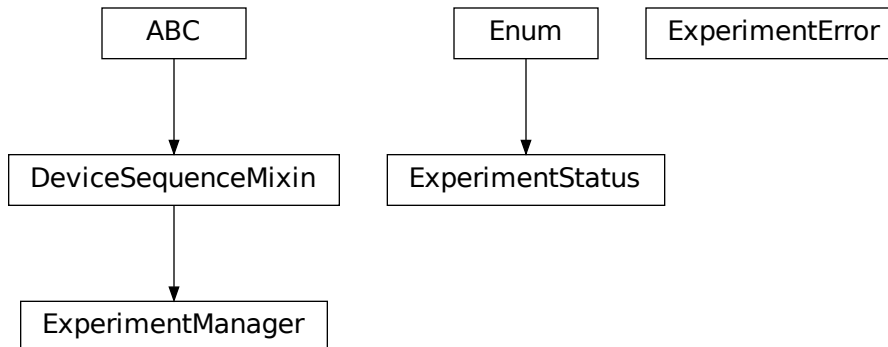 ABC
Enum
ExperimentError
DeviceSequenceMixin
ExperimentStatus
ExperimentManager